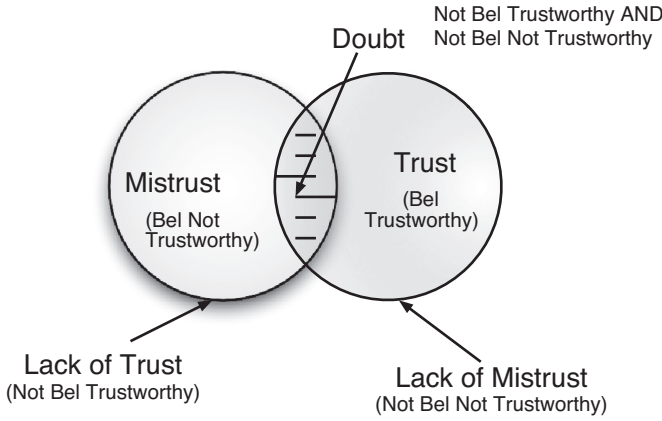 Not Bel Trustworthy AND
Not Bel Not Trustworthy
Doubt
Mistrust
(Bel Not
Trustworthy)
Trust
(Bel
Trustworthy)
Lack of Trust
(Not Bel Trustworthy)
Lack of Mistrust
(Not Bel Not Trustworthy)